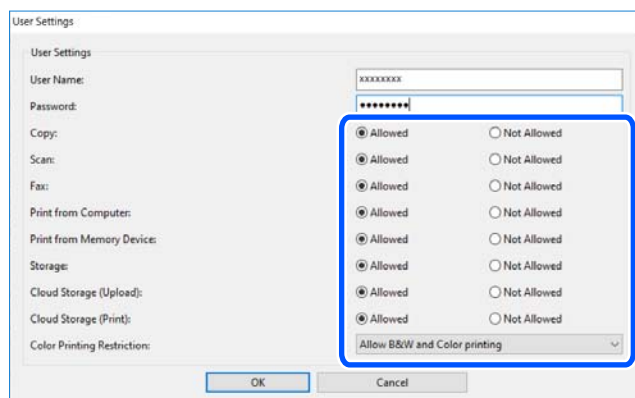 User Settings
User Settings
User Name: xxxxxxxx
Password: ●●●●●●●●
Copy: Allowed Not Allowed
Scan: Allowed Not Allowed
Fax: Allowed Not Allowed
Print from Computer: Allowed Not Allowed
Print from Memory Device: Allowed Not Allowed
Storage: Allowed Not Allowed
Cloud Storage (Upload): Allowed Not Allowed
Cloud Storage (Print): Allowed Not Allowed
Color Printing Restriction: Allow B&W and Color printing
OK Cancel